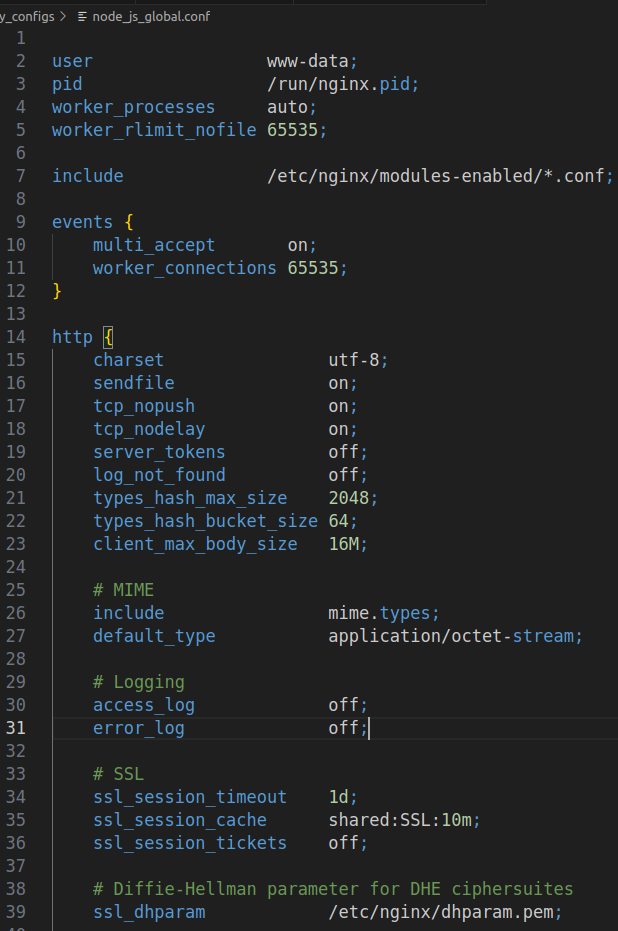 y_configs > node_js_global.conf
1
2 user www-data;
3 pid /run/nginx.pid;
4 worker_processes auto;
5 worker_rlimit_nofile 65535;
6
7 include /etc/nginx/modules-enabled/*.conf;
8
9 events {
10 multi_accept on;
11 worker_connections 65535;
12 }
13
14 http {
15 charset utf-8;
16 sendfile on;
17 tcp_nopush on;
18 tcp_nodelay on;
19 server_tokens off;
20 log_not_found off;
21 types_hash_max_size 2048;
22 types_hash_bucket_size 64;
23 client_max_body_size 16M;
24
25 # MIME
26 include mime.types;
27 default_type application/octet-stream;
28
29 # Logging
30 access_log off;
31 error_log off;
32
33 # SSL
34 ssl_session_timeout 1d;
35 ssl_session_cache shared:SSL:10m;
36 ssl_session_tickets off;
37
38 # Diffie-Hellman parameter for DHE ciphersuites
39 ssl_dhparam /etc/nginx/dhparam.pem;